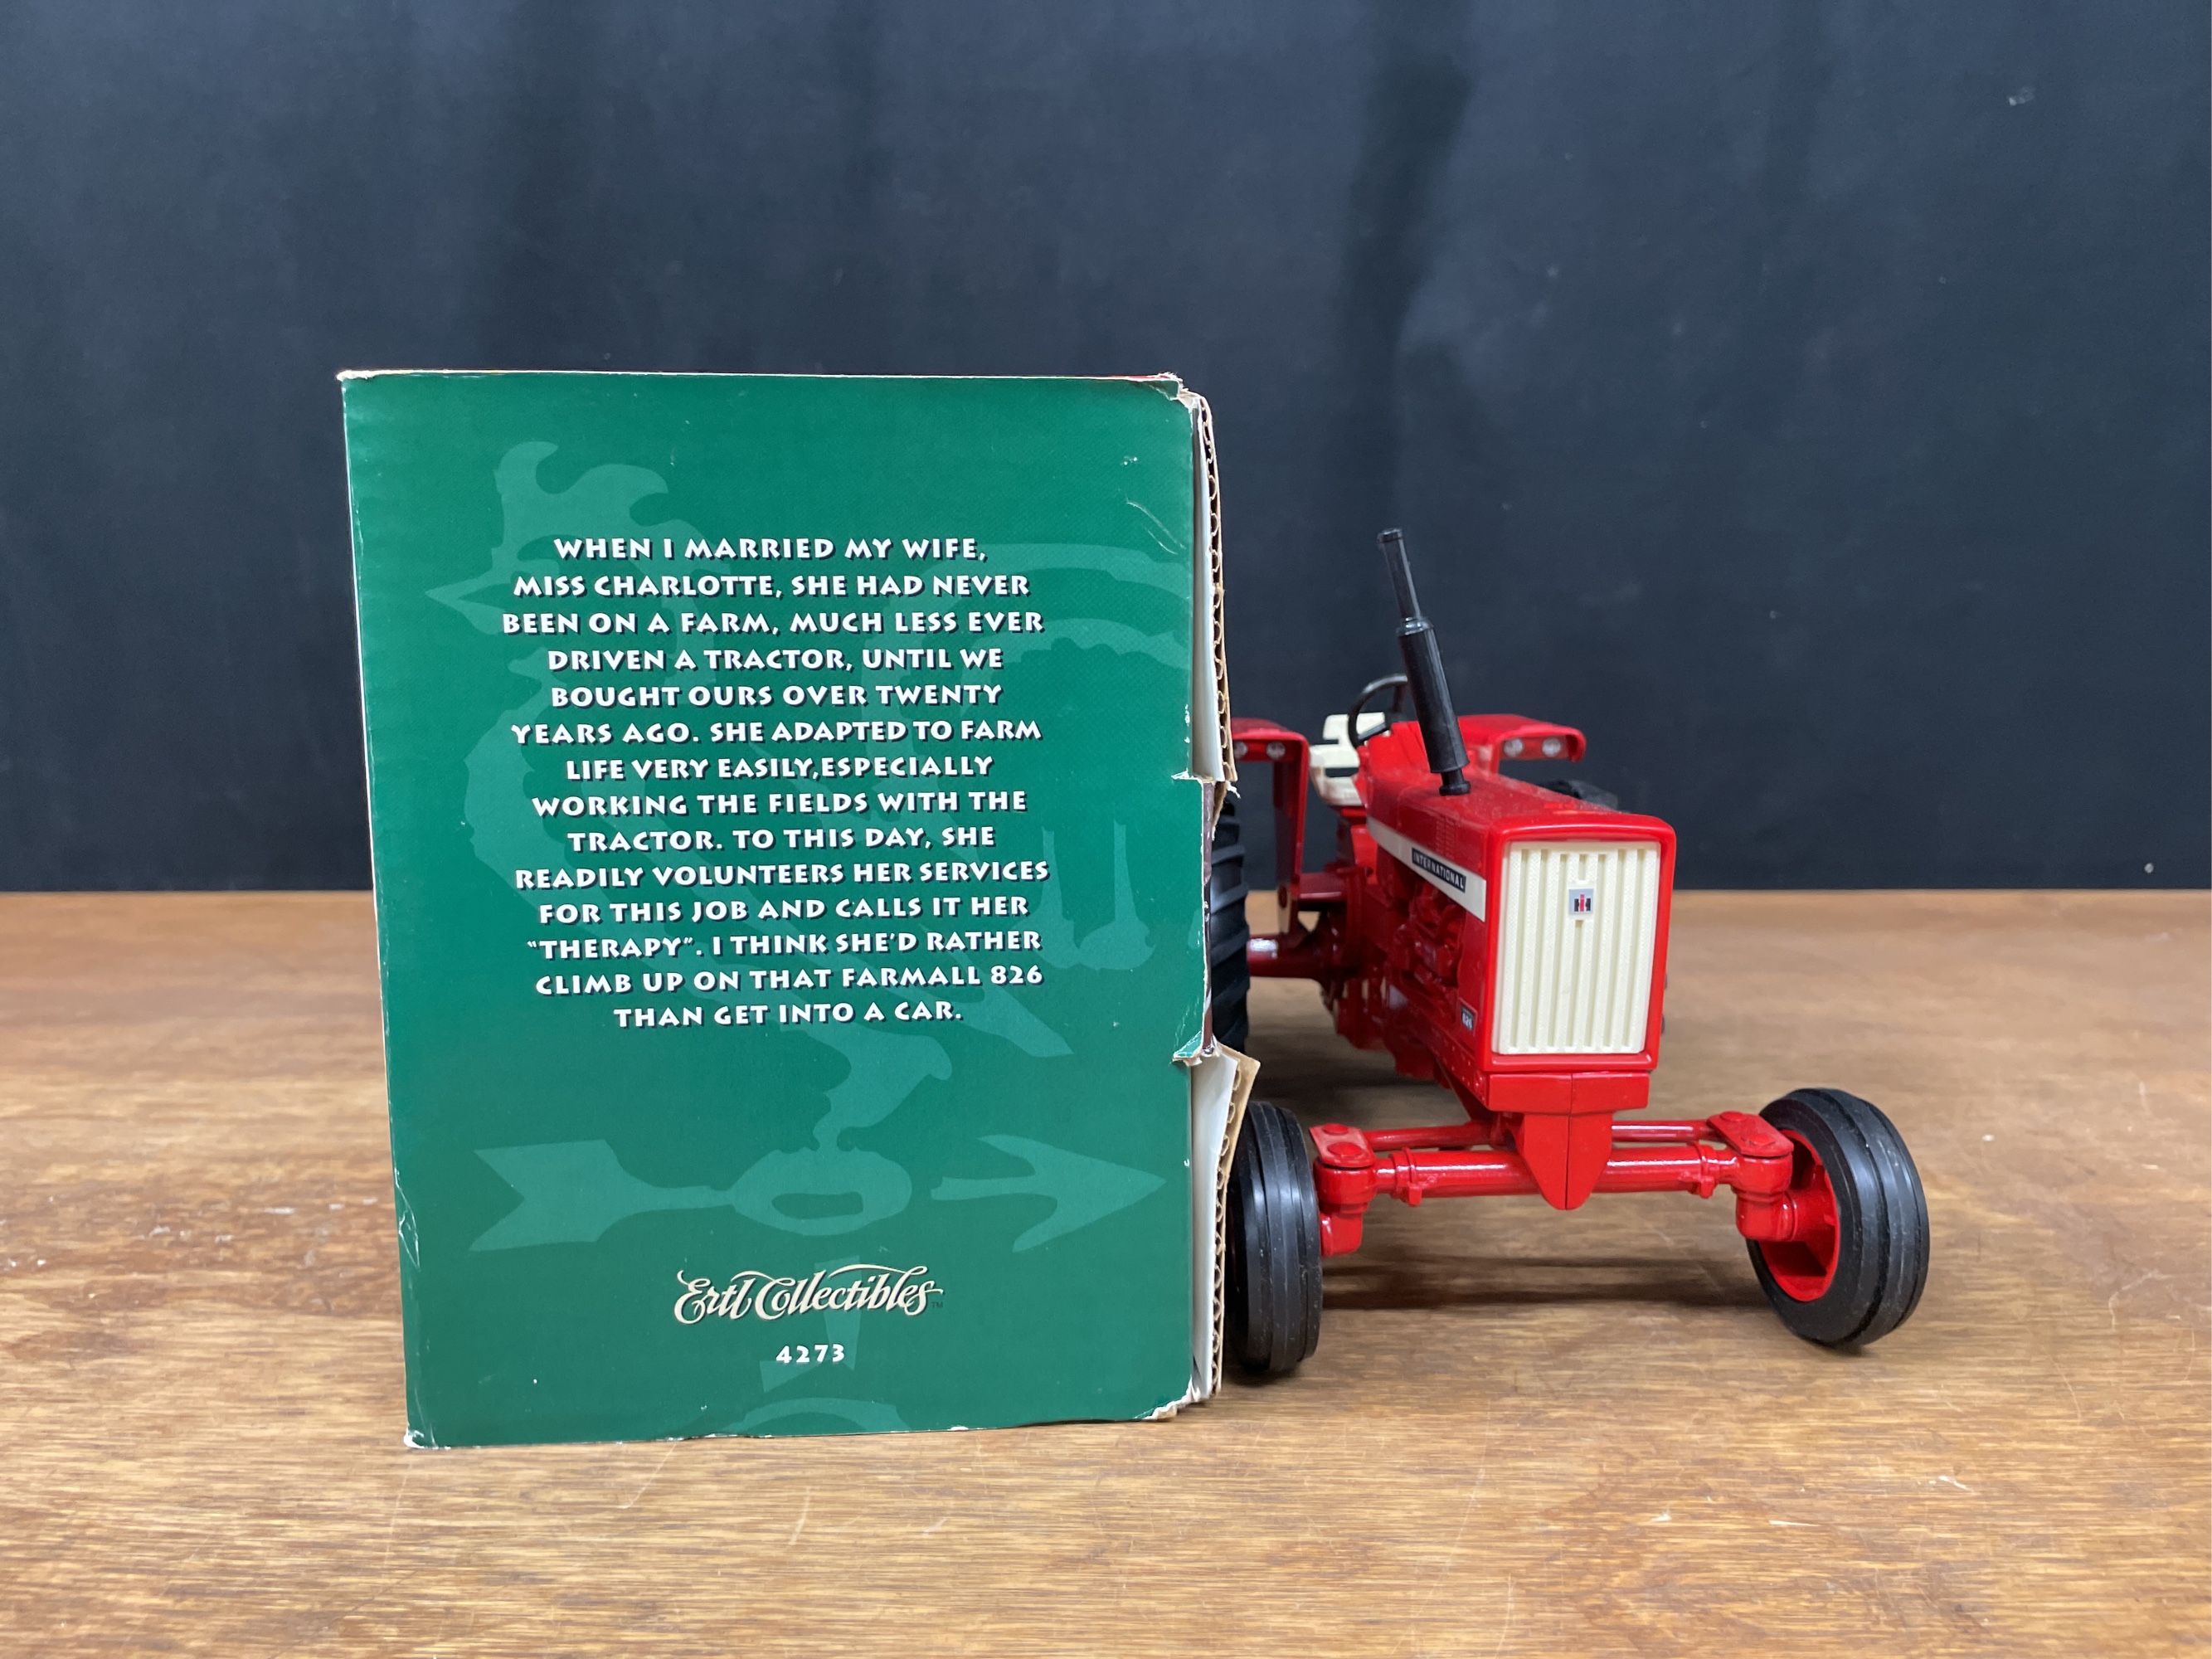 WHEN I MARRIED MY WIFE,
MISS CHARLOTTE, SHE HAD NEVER
BEEN ON A FARM, MUCH LESS EVER
DRIVEN A TRACTOR, UNTIL WE
BOUGHT OURS OVER TWENTY
YEARS AGO. SHE ADAPTED TO FARM
LIFE VERY EASILY,ESPECIALLY
WORKING THE FIELDS WITH THE
TRACTOR. TO THIS DAY, SHE
READILY VOLUNTEERS HER SERVICES
FOR THIS JOB AND CALLS IT HER
"THERAPY". I THINK SHE'D RATHER
CLIMB UP ON THAT FARMALL 826
THAN GET INTO A CAR.
Ertl Collectibles™
4273
INTERNATIONAL
IH
826